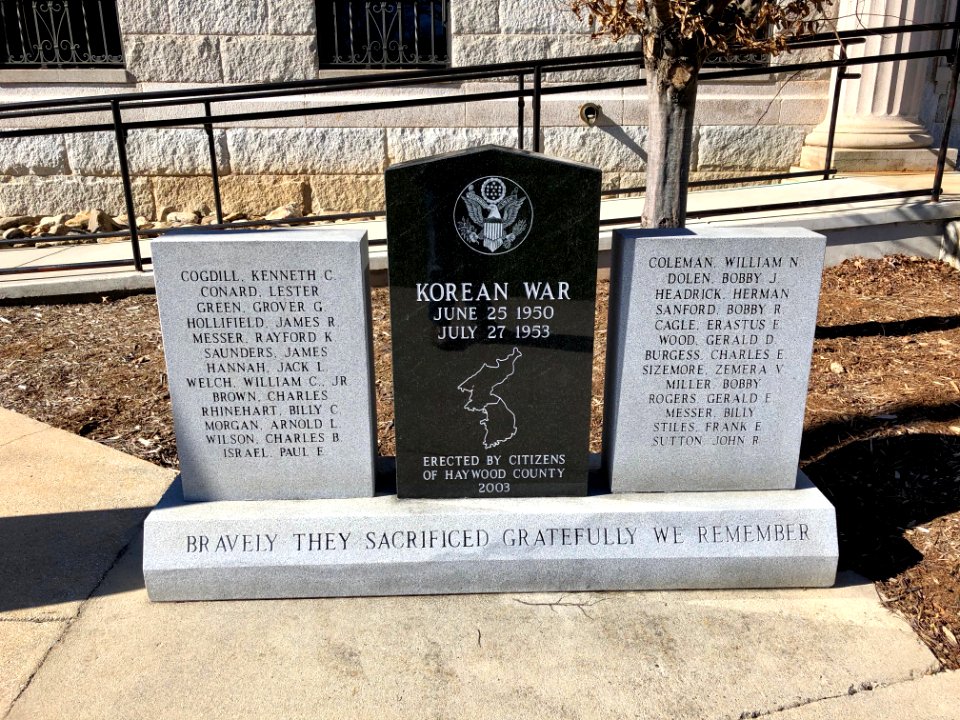 COGDILL, KENNETH C.
CONARD, LESTER
GREEN, GROVER G.
HOLLIFIELD, JAMES R.
MESSER, RAYFORD K.
SAUNDERS, JAMES
HANNAH, JACK L.
WELCH, WILLIAM C., JR.
BROWN, CHARLES
RHINEHART, BILLY C.
MORGAN, ARNOLD L.
WILSON, CHARLES B.
ISRAEL, PAUL E.
KOREAN WAR
JUNE 25 1950
JULY 27 1953
ERECTED BY CITIZENS
OF HAYWOOD COUNTY
2003
COLEMAN, WILLIAM N.
DOLEN, BOBBY J.
HEADRICK, HERMAN
SANFORD, BOBBY R.
CAGLE, ERASTUS E.
WOOD, GERALD D.
BURGESS, CHARLES E.
SIZEMORE, ZEMERA V.
MILLER, BOBBY
ROGERS, GERALD E.
MESSER, BILLY
STILES, FRANK E.
SUTTON, JOHN R.
BRAVELY THEY SACRIFICED GRATEFULLY WE REMEMBER